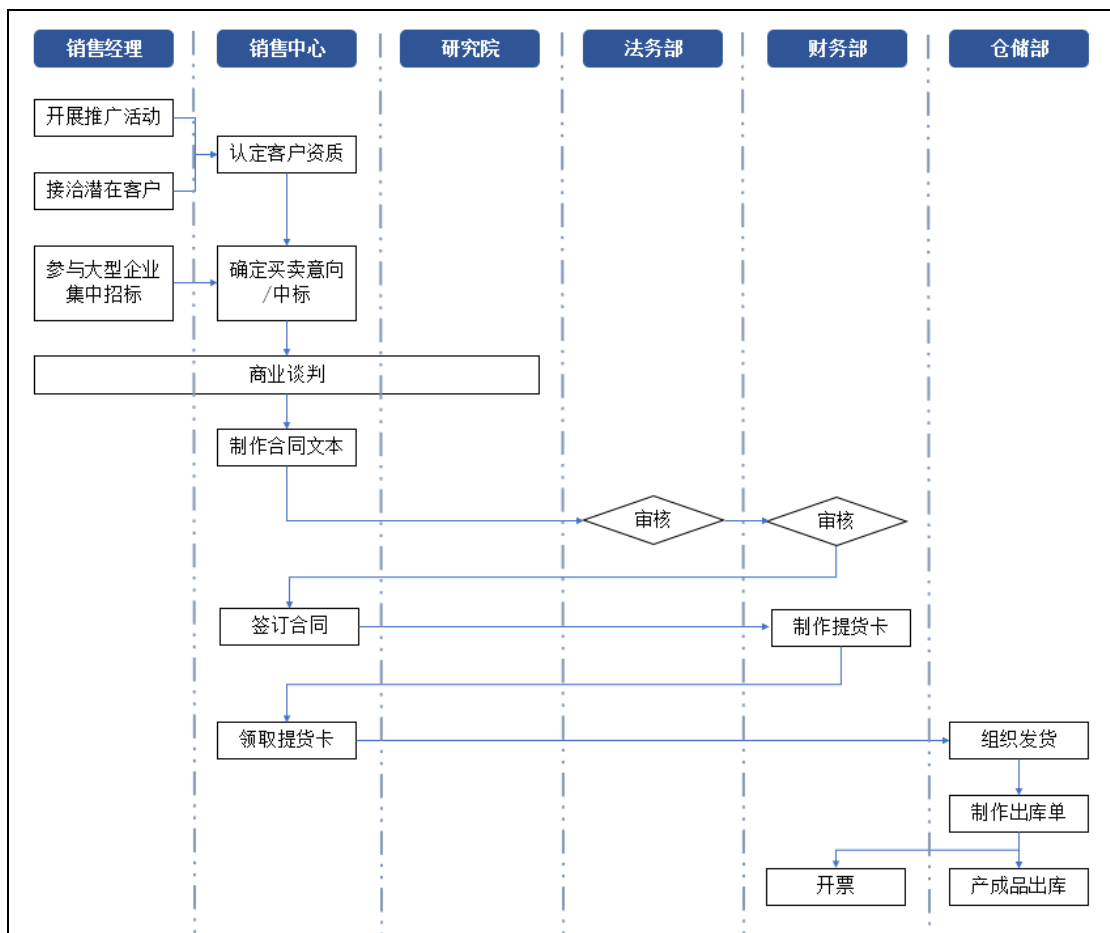 销售经理
销售中心
研究院
法务部
财务部
仓储部
开展推广活动
认定客户资质
接洽潜在客户
参与大型企业
集中招标
确定买卖意向
/中标
商业谈判
制作合同文本
审核
审核
签订合同
制作提货卡
领取提货卡
组织发货
制作出库单
开票
产成品出库